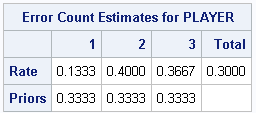 Error Count Estimates for PLAYER
1 2 3 Total
Rate 0.1333 0.4000 0.3667 0.3000
Priors 0.3333 0.3333 0.3333